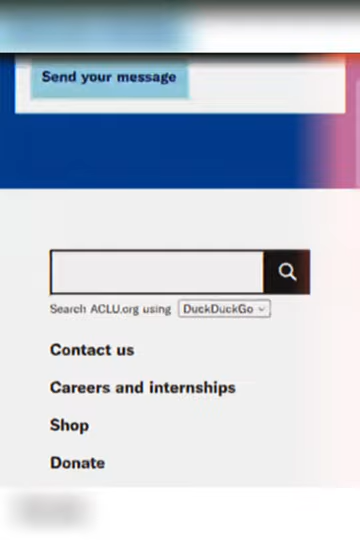 Send your message
Search ACLU.org using DuckDuckGo
Contact us
Careers and internships
Shop
Donate